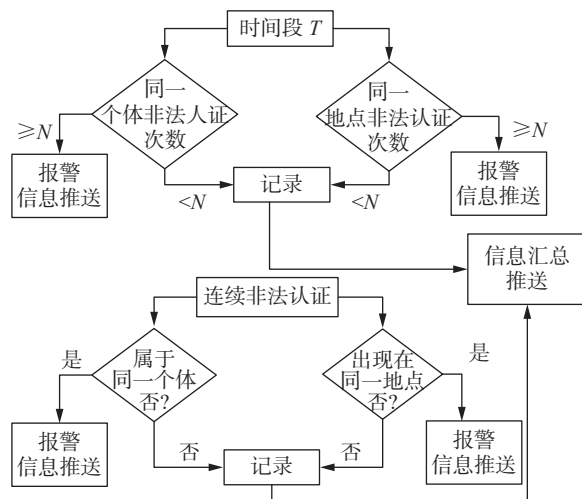 时间段 T
同一
个体非法人证
次数
同一
地点非法认证
次数
≥N
≥N
报警
信息推送
报警
信息推送
记录
<N
<N
信息汇总
推送
连续非法认证
是
属于
同一个体
否?
出现在
同一地点
否?
是
报警
信息推送
否
否
报警
信息推送
记录